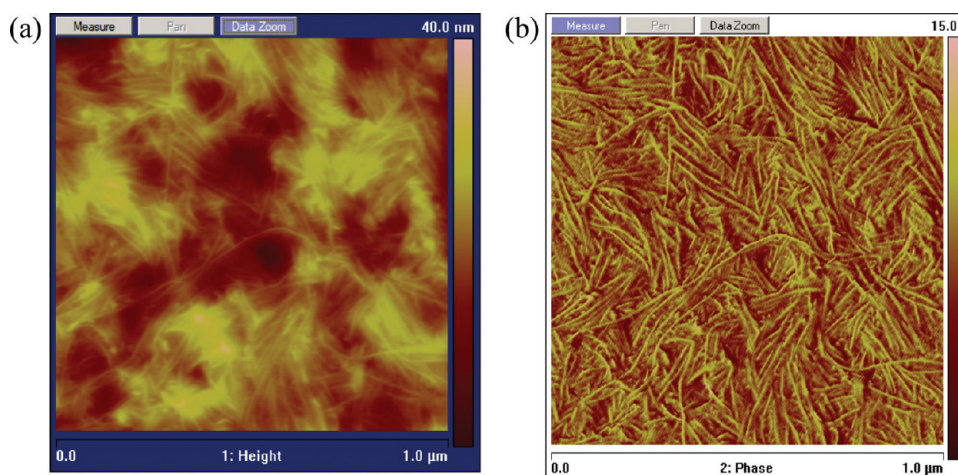 (a)
Measure Pan Data Zoom 40.0 nm
0.0 1: Height 1.0 µm
(b)
Measure Pan Data Zoom 15.0
0.0 2: Phase 1.0 µm